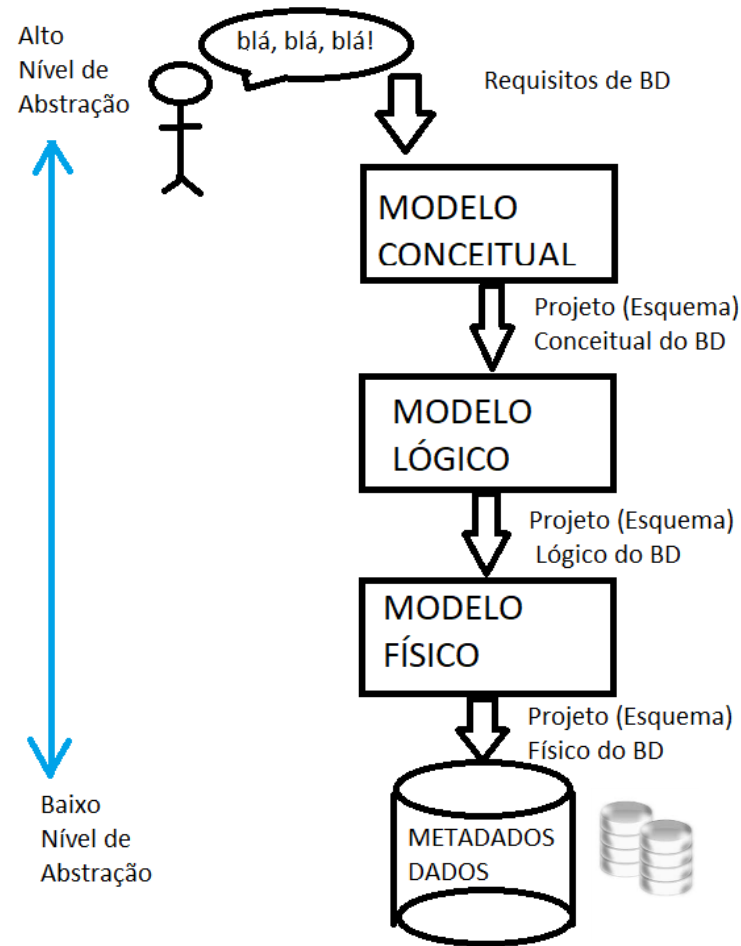 Alto
Nível de
Abstração
blá, blá, blá!
Requisitos de BD
MODELO
CONCEITUAL
Projeto (Esquema)
Conceitual do BD
MODELO
LÓGICO
Projeto (Esquema)
Lógico do BD
MODELO
FÍSICO
Projeto (Esquema)
Físico do BD
Baixo
Nível de
Abstração
METADADOS
DADOS